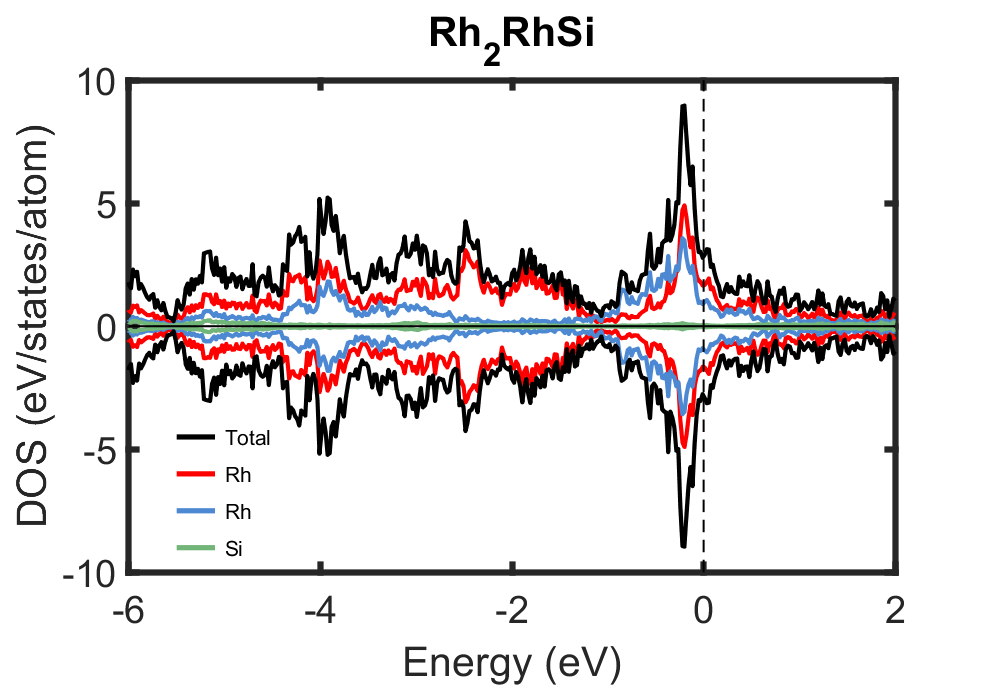 Rh₂RhSi
10
5
0
-5
-10
DOS (eV/states/atom)
Total
Rh
Rh
Si
-6 -4 -2 0 2
Energy (eV)